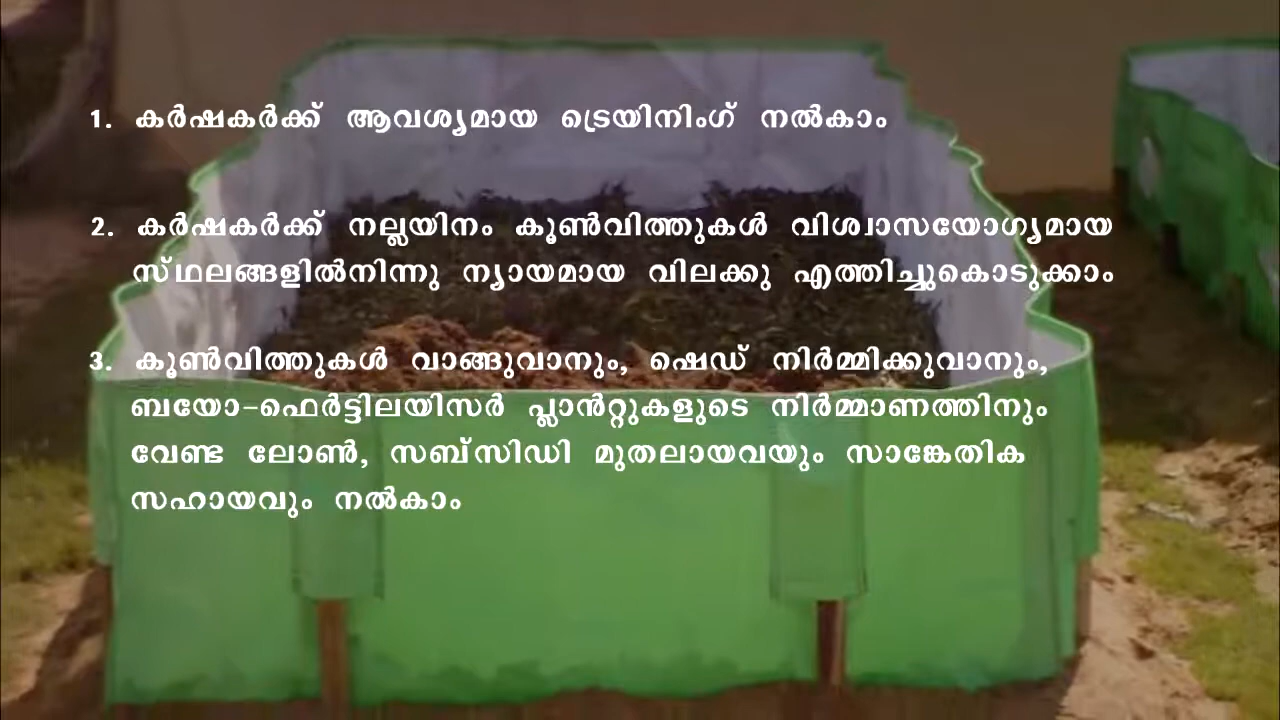 1. കർഷകർക്ക് ആവശ്യമായ ട്രെയിനിംഗ് നൽകാം
2. കർഷകർക്ക് നല്ലയിനം കൂൺവിത്തുകൾ വിശ്വാസയോഗ്യമായ
സ്ഥലങ്ങളിൽനിന്നു ന്യായമായ വിലക്കു എത്തിച്ചുകൊടുക്കാം
3. കൂൺവിത്തുകൾ വാങ്ങുവാനും, ഷെഡ് നിർമ്മിക്കുവാനും,
ബയോ-ഫെർട്ടിലയിസർ പ്ലാൻറ്റുകളുടെ നിർമ്മാണത്തിനും
വേണ്ട ലോൺ, സബ്സിഡി മുതലായവയും സാങ്കേതിക
സഹായവും നൽകാം